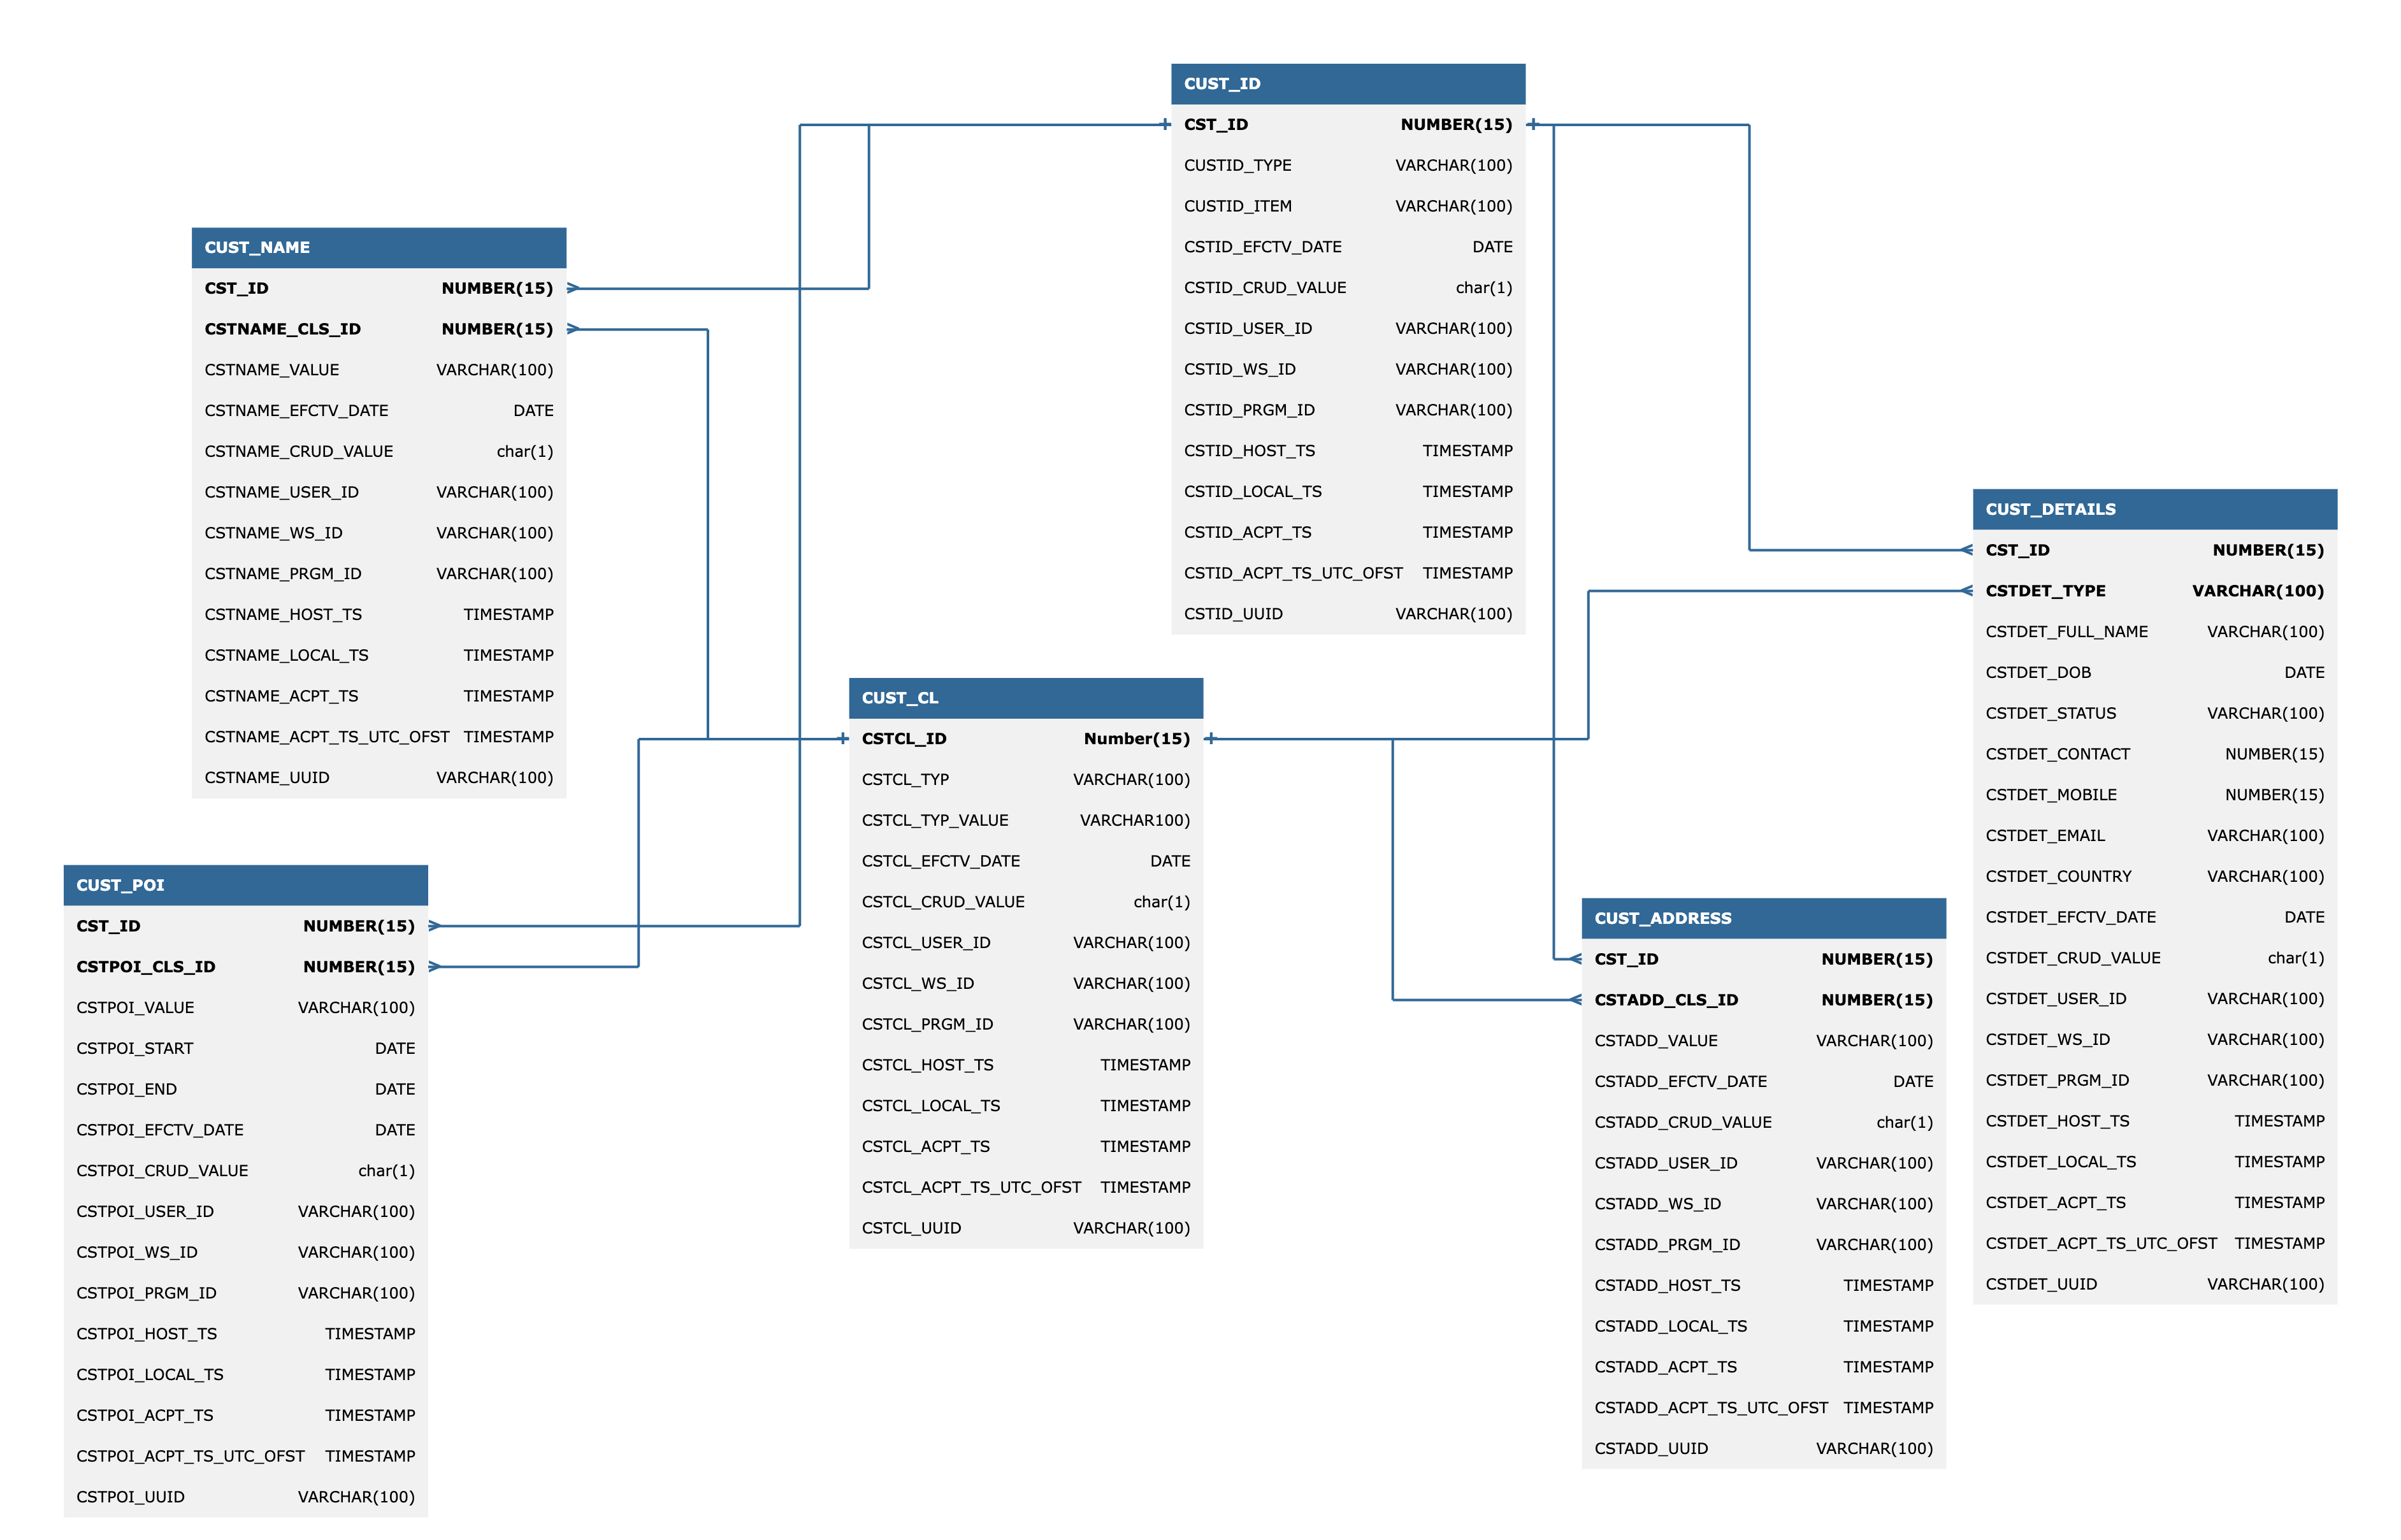 CUST_ID
CST_ID NUMBER(15)
CUSTID_TYPE VARCHAR(100)
CUSTID_ITEM VARCHAR(100)
CSTID_EFCTV_DATE DATE
CSTID_CRUD_VALUE char(1)
CSTID_USER_ID VARCHAR(100)
CSTID_WS_ID VARCHAR(100)
CSTID_PRGM_ID VARCHAR(100)
CSTID_HOST_TS TIMESTAMP
CSTID_LOCAL_TS TIMESTAMP
CSTID_ACPT_TS TIMESTAMP
CSTID_ACPT_TS_UTC_OFST TIMESTAMP
CSTID_UUID VARCHAR(100)
CUST_NAME
CST_ID NUMBER(15)
CSTNAME_CLS_ID NUMBER(15)
CSTNAME_VALUE VARCHAR(100)
CSTNAME_EFCTV_DATE DATE
CSTNAME_CRUD_VALUE char(1)
CSTNAME_USER_ID VARCHAR(100)
CSTNAME_WS_ID VARCHAR(100)
CSTNAME_PRGM_ID VARCHAR(100)
CSTNAME_HOST_TS TIMESTAMP
CSTNAME_LOCAL_TS TIMESTAMP
CSTNAME_ACPT_TS TIMESTAMP
CSTNAME_ACPT_TS_UTC_OFST TIMESTAMP
CSTNAME_UUID VARCHAR(100)
CUST_DETAILS
CST_ID NUMBER(15)
CSTDET_TYPE VARCHAR(100)
CSTDET_FULL_NAME VARCHAR(100)
CSTDET_DOB DATE
CSTDET_STATUS VARCHAR(100)
CSTDET_CONTACT NUMBER(15)
CSTDET_MOBILE NUMBER(15)
CSTDET_EMAIL VARCHAR(100)
CSTDET_COUNTRY VARCHAR(100)
CSTDET_EFCTV_DATE DATE
CSTDET_CRUD_VALUE char(1)
CSTDET_USER_ID VARCHAR(100)
CSTDET_WS_ID VARCHAR(100)
CSTDET_PRGM_ID VARCHAR(100)
CSTDET_HOST_TS TIMESTAMP
CSTDET_LOCAL_TS TIMESTAMP
CSTDET_ACPT_TS TIMESTAMP
CSTDET_ACPT_TS_UTC_OFST TIMESTAMP
CSTDET_UUID VARCHAR(100)
CUST_CL
CSTCL_ID Number(15)
CSTCL_TYP VARCHAR(100)
CSTCL_TYP_VALUE VARCHAR100)
CSTCL_EFCTV_DATE DATE
CSTCL_CRUD_VALUE char(1)
CSTCL_USER_ID VARCHAR(100)
CSTCL_WS_ID VARCHAR(100)
CSTCL_PRGM_ID VARCHAR(100)
CSTCL_HOST_TS TIMESTAMP
CSTCL_LOCAL_TS TIMESTAMP
CSTCL_ACPT_TS TIMESTAMP
CSTCL_ACPT_TS_UTC_OFST TIMESTAMP
CSTCL_UUID VARCHAR(100)
CUST_POI
CST_ID NUMBER(15)
CSTPOI_CLS_ID NUMBER(15)
CSTPOI_VALUE VARCHAR(100)
CSTPOI_START DATE
CSTPOI_END DATE
CSTPOI_EFCTV_DATE DATE
CSTPOI_CRUD_VALUE char(1)
CSTPOI_USER_ID VARCHAR(100)
CSTPOI_WS_ID VARCHAR(100)
CSTPOI_PRGM_ID VARCHAR(100)
CSTPOI_HOST_TS TIMESTAMP
CSTPOI_LOCAL_TS TIMESTAMP
CSTPOI_ACPT_TS TIMESTAMP
CSTPOI_ACPT_TS_UTC_OFST TIMESTAMP
CSTPOI_UUID VARCHAR(100)
CUST_ADDRESS
CST_ID NUMBER(15)
CSTADD_CLS_ID NUMBER(15)
CSTADD_VALUE VARCHAR(100)
CSTADD_EFCTV_DATE DATE
CSTADD_CRUD_VALUE char(1)
CSTADD_USER_ID VARCHAR(100)
CSTADD_WS_ID VARCHAR(100)
CSTADD_PRGM_ID VARCHAR(100)
CSTADD_HOST_TS TIMESTAMP
CSTADD_LOCAL_TS TIMESTAMP
CSTADD_ACPT_TS TIMESTAMP
CSTADD_ACPT_TS_UTC_OFST TIMESTAMP
CSTADD_UUID VARCHAR(100)